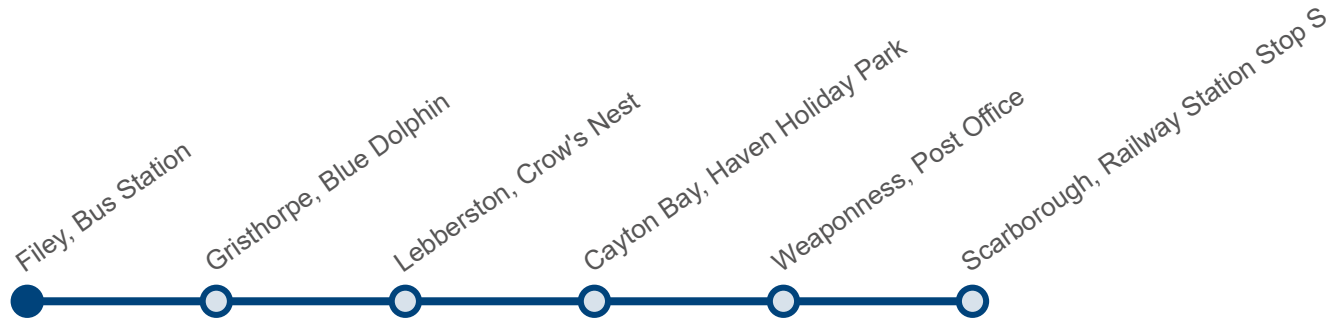 Filey, Bus Station
Gristhorpe, Blue Dolphin
Lebberston, Crow's Nest
Cayton Bay, Haven Holiday Park
Weaponness, Post Office
Scarborough, Railway Station Stop S